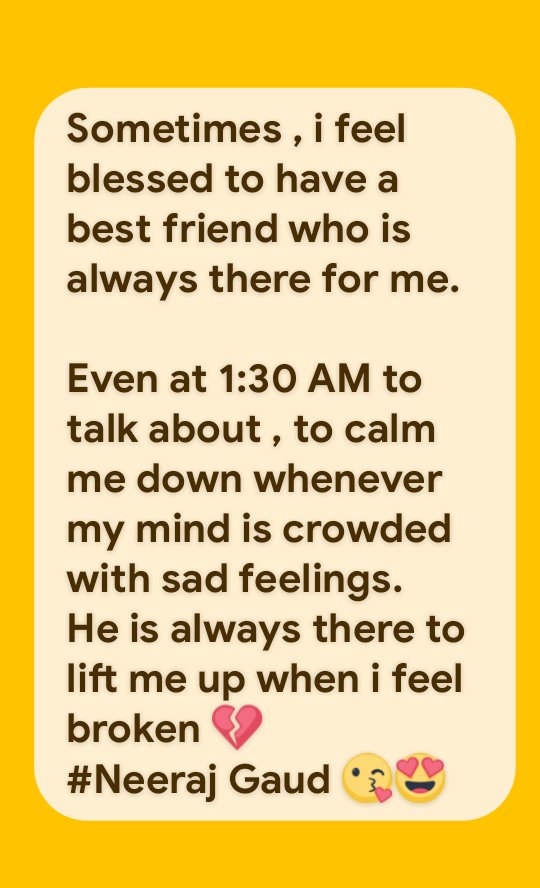 Sometimes , i feel
blessed to have a
best friend who is
always there for me.
Even at 1:30 AM to
talk about , to calm
me down whenever
my mind is crowded
with sad feelings.
He is always there to
lift me up when i feel
broken 💔
#Neeraj Gaud 😘😍